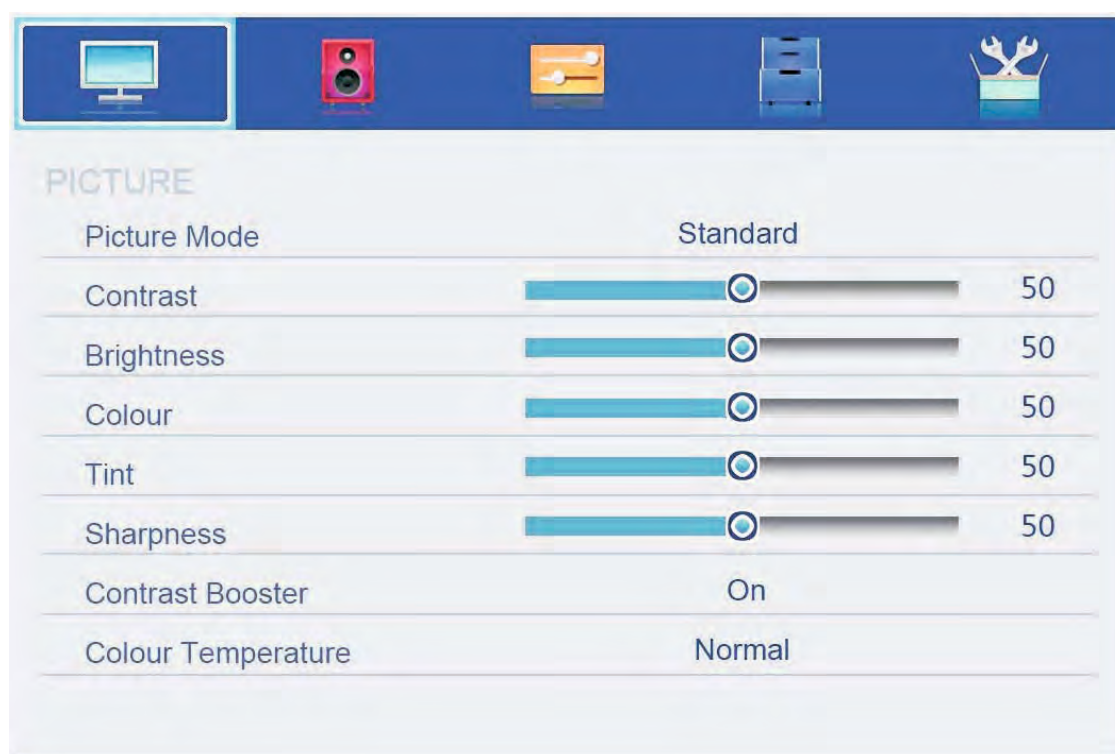 PICTURE
Picture Mode Standard
Contrast 50
Brightness 50
Colour 50
Tint 50
Sharpness 50
Contrast Booster On
Colour Temperature Normal